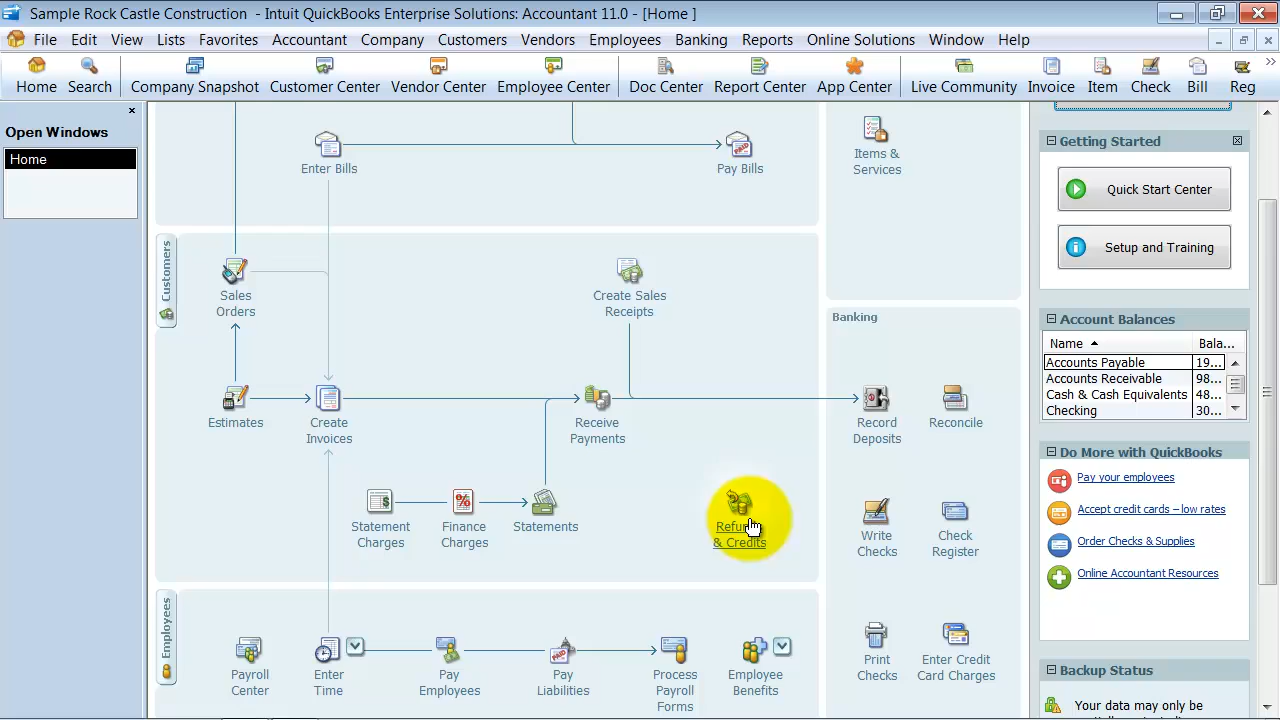 Sample Rock Castle Construction - Intuit QuickBooks Enterprise Solutions: Accountant 11.0 - [Home ]
File Edit View Lists Favorites Accountant Company Customers Vendors Employees Banking Reports Online Solutions Window Help
Home Search Company Snapshot Customer Center Vendor Center Employee Center Doc Center Report Center App Center Live Community Invoice Item Check Bill Reg
Open Windows
Home
Enter Bills
Pay Bills
Customers
Sales
Orders
Create Sales
Receipts
Estimates
Create
Invoices
Receive
Payments
Statement
Charges
Finance
Charges
Statements
& Credits
Employees
Payroll
Center
Enter
Time
Pay
Employees
Pay
Liabilities
Process
Payroll
Forms
Employee
Benefits
Items &
Services
Banking
Record
Deposits
Reconcile
Write
Checks
Check
Register
Print
Checks
Enter Credit
Card Charges
Getting Started
Quick Start Center
Setup and Training
Account Balances
Name Bala...
Accounts Payable 19...
Accounts Receivable 98...
Cash & Cash Equivalents 48...
Checking 30...
Do More with QuickBooks
Pay your employees
Accept credit cards – low rates
Order Checks & Supplies
Online Accountant Resources
Backup Status
Your data may only be